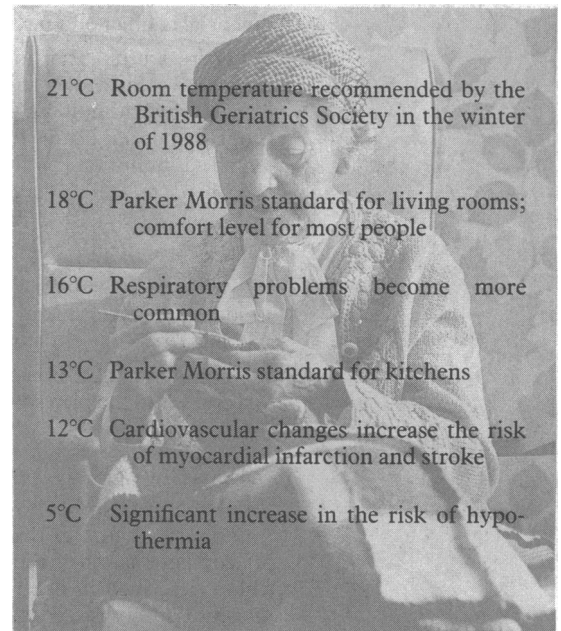 21°C Room temperature recommended by the
British Geriatrics Society in the winter
of 1988
18°C Parker Morris standard for living rooms;
comfort level for most people
16°C Respiratory problems become more
common
13°C Parker Morris standard for kitchens
12°C Cardiovascular changes increase the risk
of myocardial infarction and stroke
5°C Significant increase in the risk of hypo-
thermia